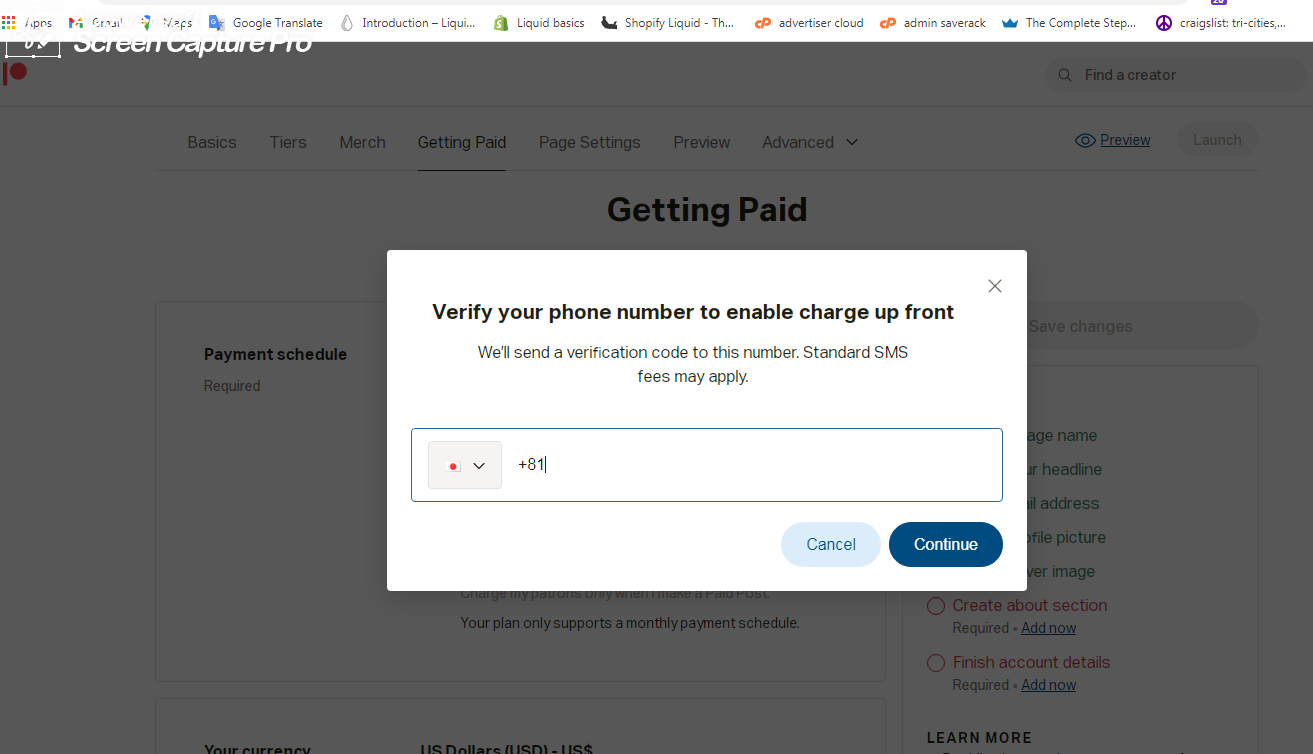 Apps Gmail Maps Google Translate Introduction – Liqui... Liquid basics Shopify Liquid - Th... advertiser cloud admin saverack The Complete Step... craigslist: tri-cities,...
Screen Capture Pro
Find a creator
Basics Tiers Merch Getting Paid Page Settings Preview Advanced Preview Launch
Getting Paid
Verify your phone number to enable charge up front
We'll send a verification code to this number. Standard SMS
fees may apply.
+81
Cancel Continue
Payment schedule
Required
Charge my patrons only when I make a Paid Post.
Your plan only supports a monthly payment schedule.
Your currency US Dollars (USD) - US$
Save changes
age name
ur headline
il address
ofile picture
ver image
Create about section
Required • Add now
Finish account details
Required • Add now
LEARN MORE